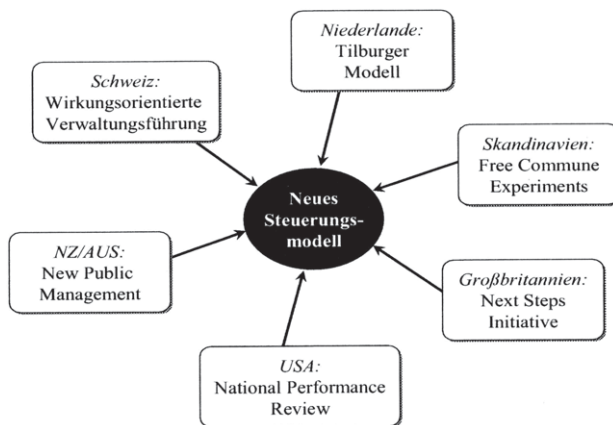 Niederlande:
Tilburger
Modell
Schweiz:
Wirkungsorientierte
Verwaltungsführung
Skandinavien:
Free Commune
Experiments
Neues
Steuerungs-
modell
NZ/AUS:
New Public
Management
Großbritannien:
Next Steps
Initiative
USA:
National Performance
Review